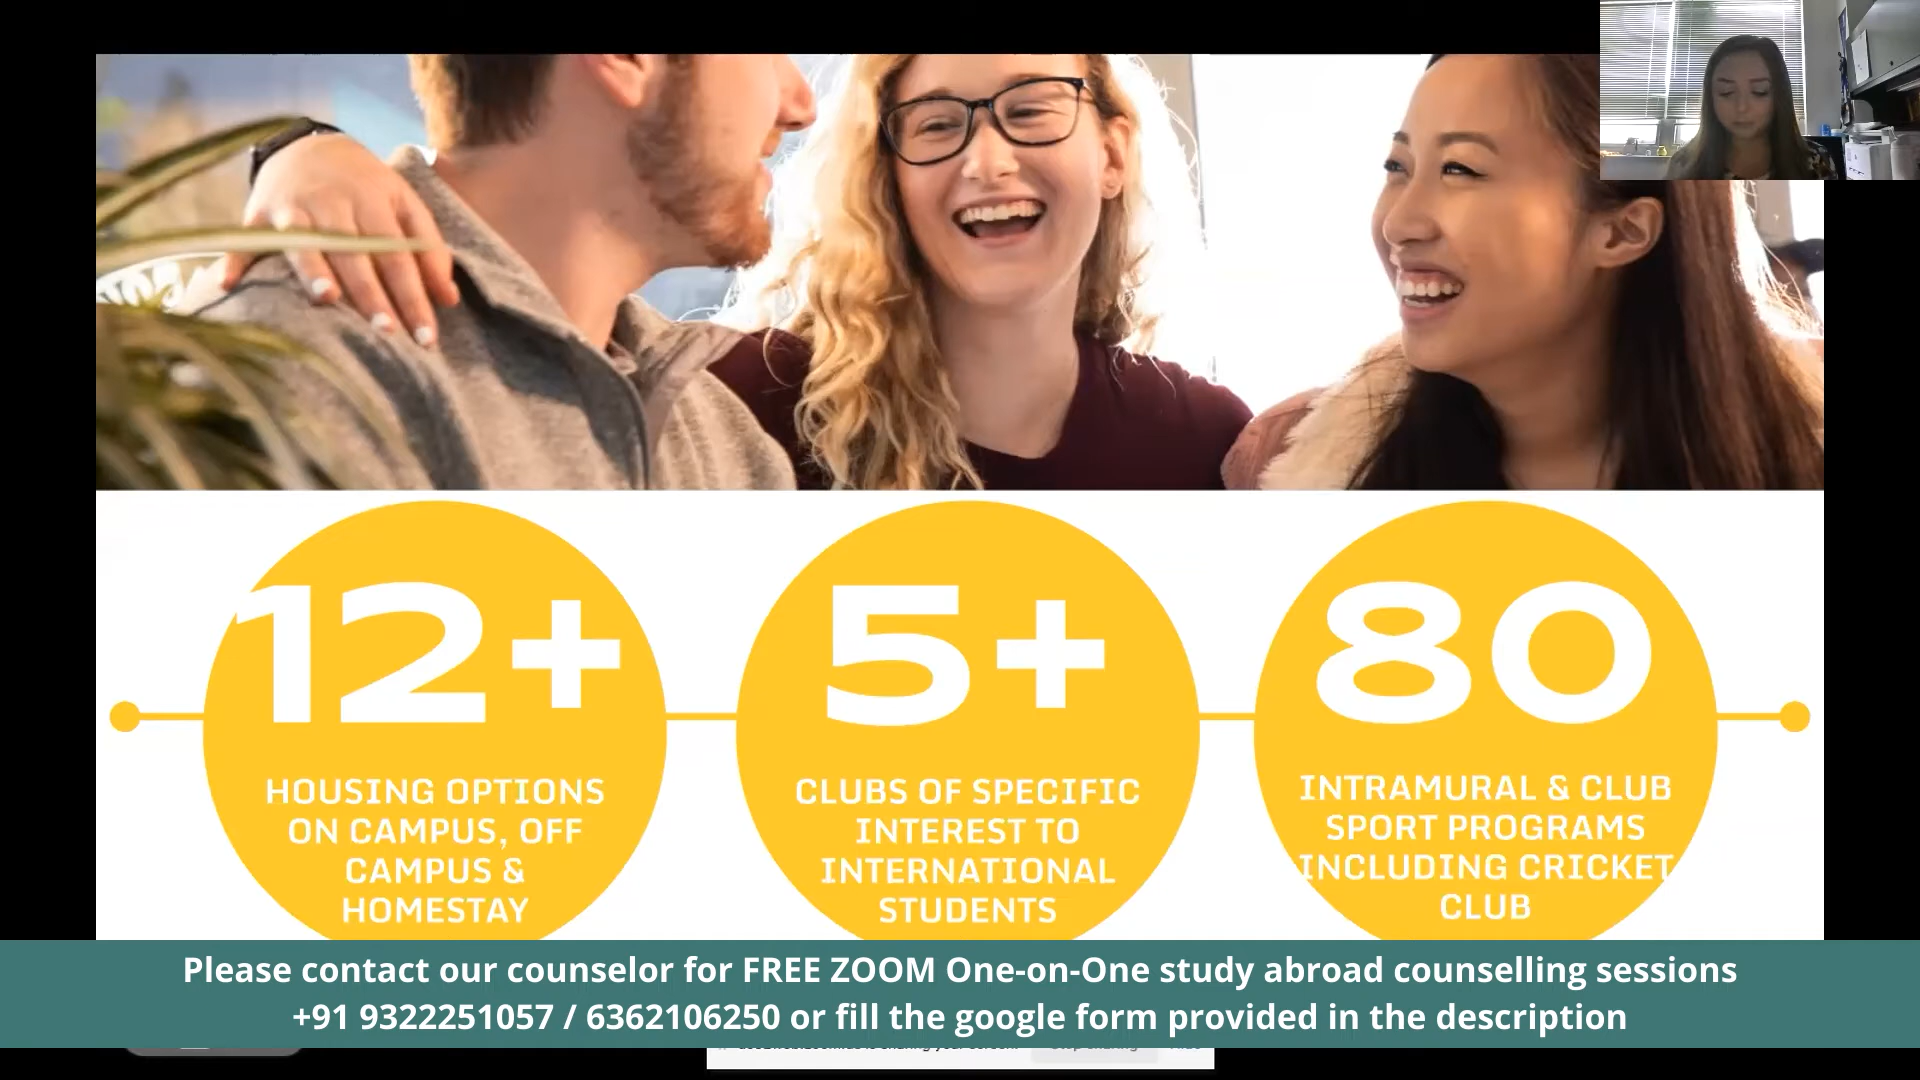 12+
HOUSING OPTIONS
ON CAMPUS, OFF
CAMPUS &
HOMESTAY
5+
CLUBS OF SPECIFIC
INTEREST TO
INTERNATIONAL
STUDENTS
80
INTRAMURAL & CLUB
SPORT PROGRAMS
INCLUDING CRICKET
CLUB
Please contact our counselor for FREE ZOOM One-on-One study abroad counselling sessions
+91 9322251057 / 6362106250 or fill the google form provided in the description